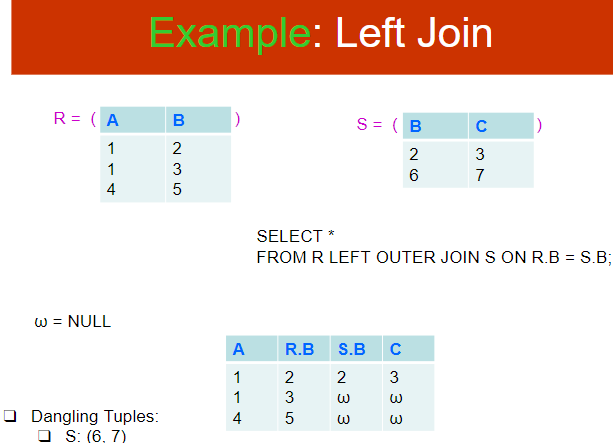 Example: Left Join
R = ( A B )
1 2
1 3
4 5
S = ( B C )
2 3
6 7
SELECT *
FROM R LEFT OUTER JOIN S ON R.B = S.B;
ω = NULL
A R.B S.B C
1 2 2 3
1 3 ω ω
4 5 ω ω
❑ Dangling Tuples:
❑ S: (6, 7)